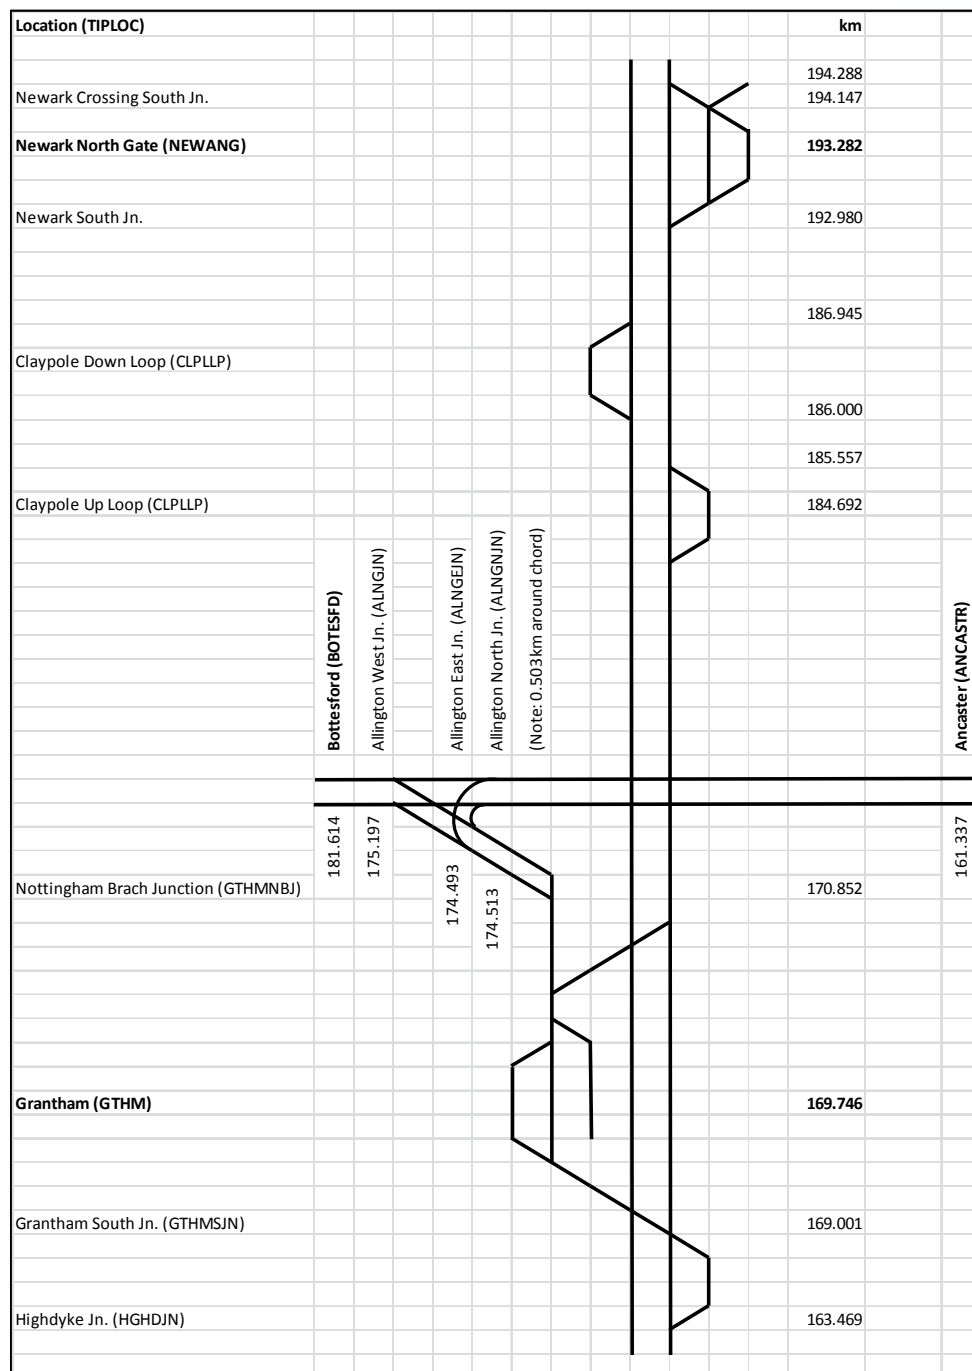 Location (TIPLOC) km
194.288
Newark Crossing South Jn. 194.147
Newark North Gate (NEWANG) 193.282
Newark South Jn. 192.980
186.945
Claypole Down Loop (CLPLLP)
186.000
185.557
Claypole Up Loop (CLPLLP) 184.692
Bottesford (BOTESFD)
Allington West Jn. (ALNGJN)
Allington East Jn. (ALNGEJN)
Allington North Jn. (ALNGNJN)
(Note: 0.503km around chord)
Ancaster (ANCASTR)
181.614
175.197
174.493
174.513
161.337
Nottingham Brach Junction (GTHMNBJ) 170.852
Grantham (GTHM) 169.746
Grantham South Jn. (GTHMSJN) 169.001
Highdyke Jn. (HGHDJN) 163.469